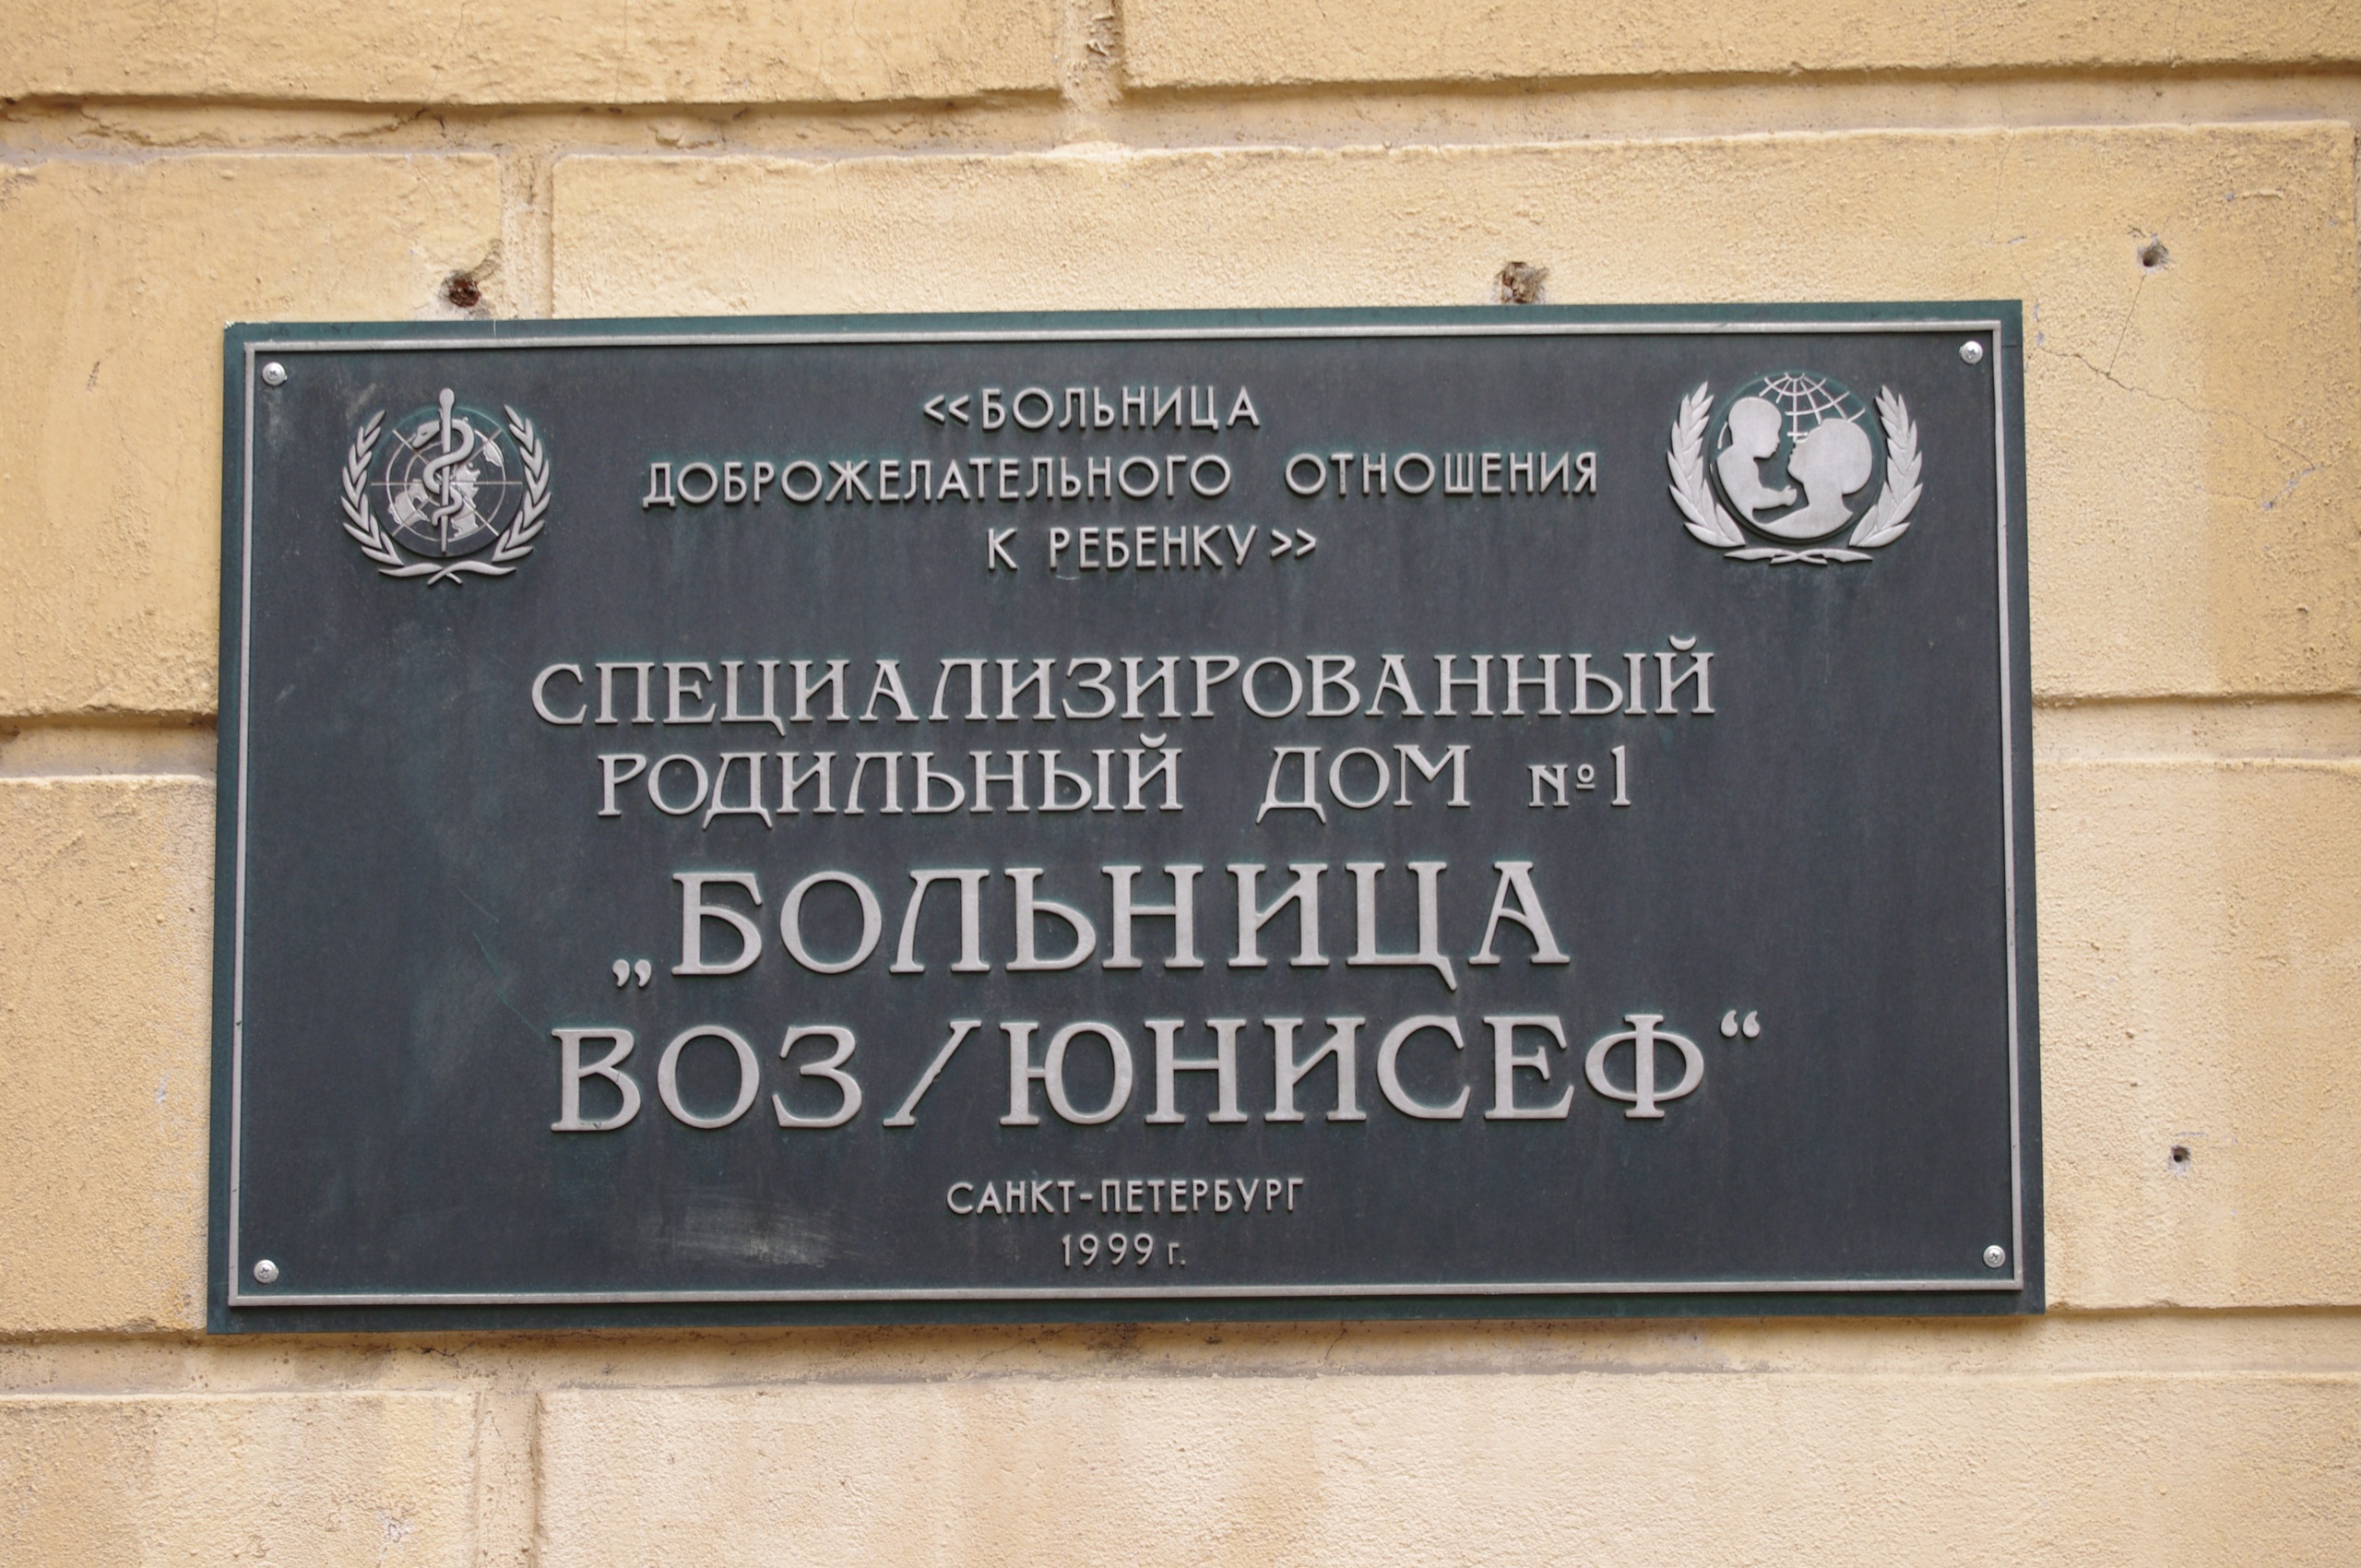 <<БОЛЬНИЦА
ДОБРОЖЕЛАТЕЛЬНОГО ОТНОШЕНИЯ
К РЕБЕНКУ>>
СПЕЦИАЛИЗИРОВАННЫЙ
РОДИЛЬНЫЙ ДОМ №1
„БОЛЬНИЦА
ВОЗ/ЮНИСЕФ“
САНКТ-ПЕТЕРБУРГ
1999 г.